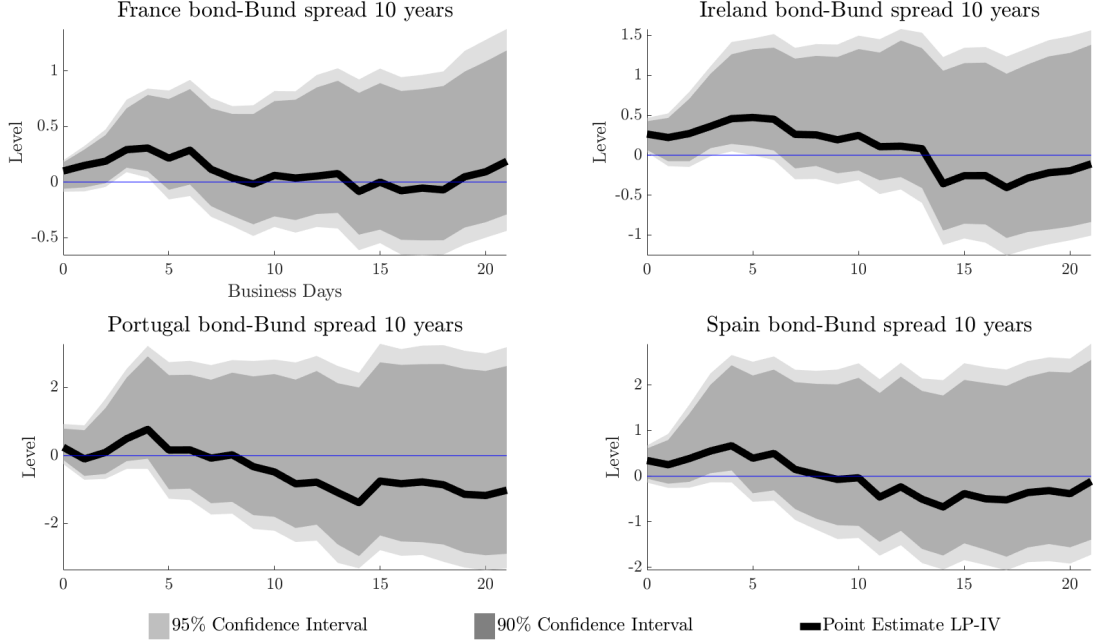 France bond-Bund spread 10 years
Level
1
0.5
0
-0.5
0 5 10 15 20
Business Days
Ireland bond-Bund spread 10 years
Level
1.5
1
0.5
0
-0.5
-1
0 5 10 15 20
Portugal bond-Bund spread 10 years
Level
2
0
-2
0 5 10 15 20
Spain bond-Bund spread 10 years
Level
2
1
0
-1
-2
0 5 10 15 20
95% Confidence Interval
90% Confidence Interval
Point Estimate LP-IV